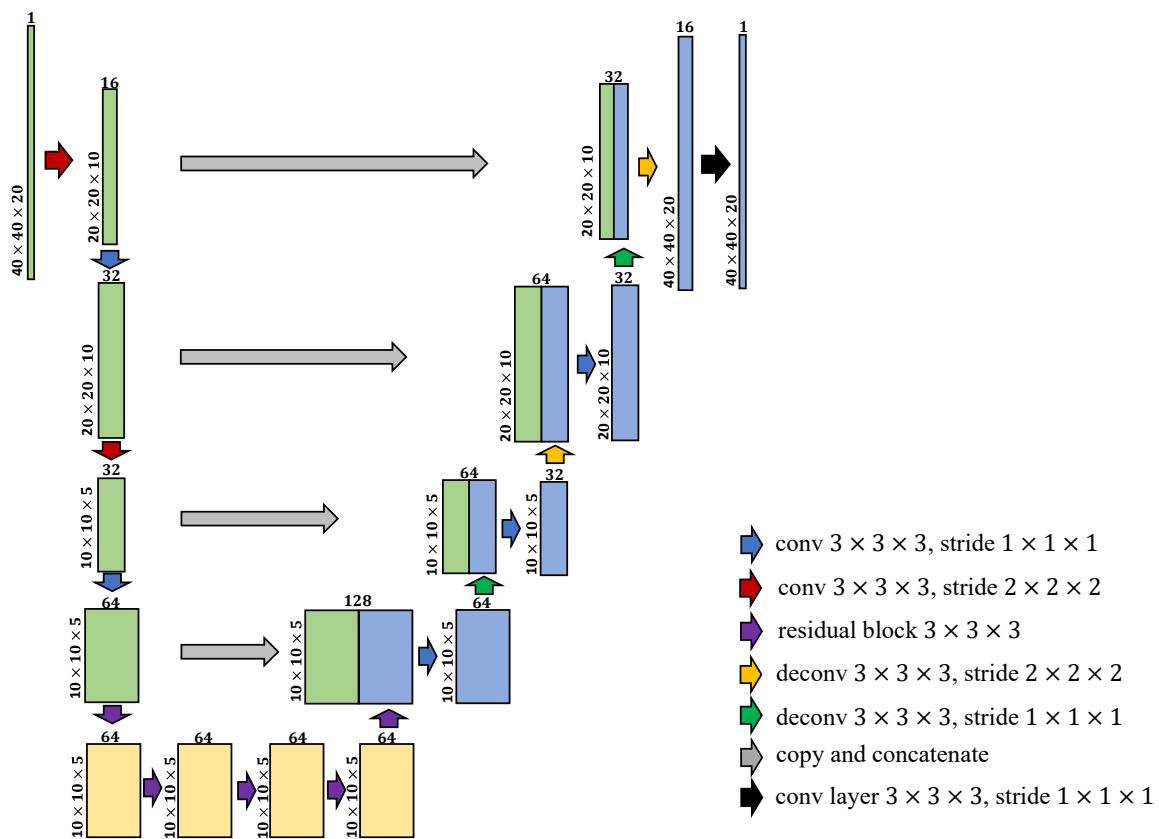 1
40 × 40 × 20
16
20 × 20 × 10
32
20 × 20 × 10
32
10 × 10 × 5
64
10 × 10 × 5
64
10 × 10 × 5
64
10 × 10 × 5
64
10 × 10 × 5
64
10 × 10 × 5
128
10 × 10 × 5
64
10 × 10 × 5
64
10 × 10 × 5
32
10 × 10 × 5
64
20 × 20 × 10
32
20 × 20 × 10
32
20 × 20 × 10
16
40 × 40 × 20
1
40 × 40 × 20
conv 3 × 3 × 3, stride 1 × 1 × 1
conv 3 × 3 × 3, stride 2 × 2 × 2
residual block 3 × 3 × 3
deconv 3 × 3 × 3, stride 2 × 2 × 2
deconv 3 × 3 × 3, stride 1 × 1 × 1
copy and concatenate
conv layer 3 × 3 × 3, stride 1 × 1 × 1